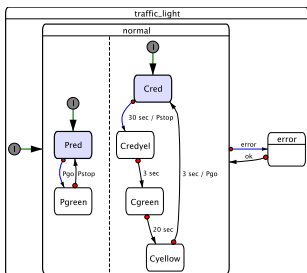 traffic_light
normal
I
I
Cred
30 sec / Pstop
error
I
Pred
Credyel
error
ok
Pgo
Pstop
3 sec
3 sec / Pgo
Pgreen
Cgreen
20 sec
Cyellow